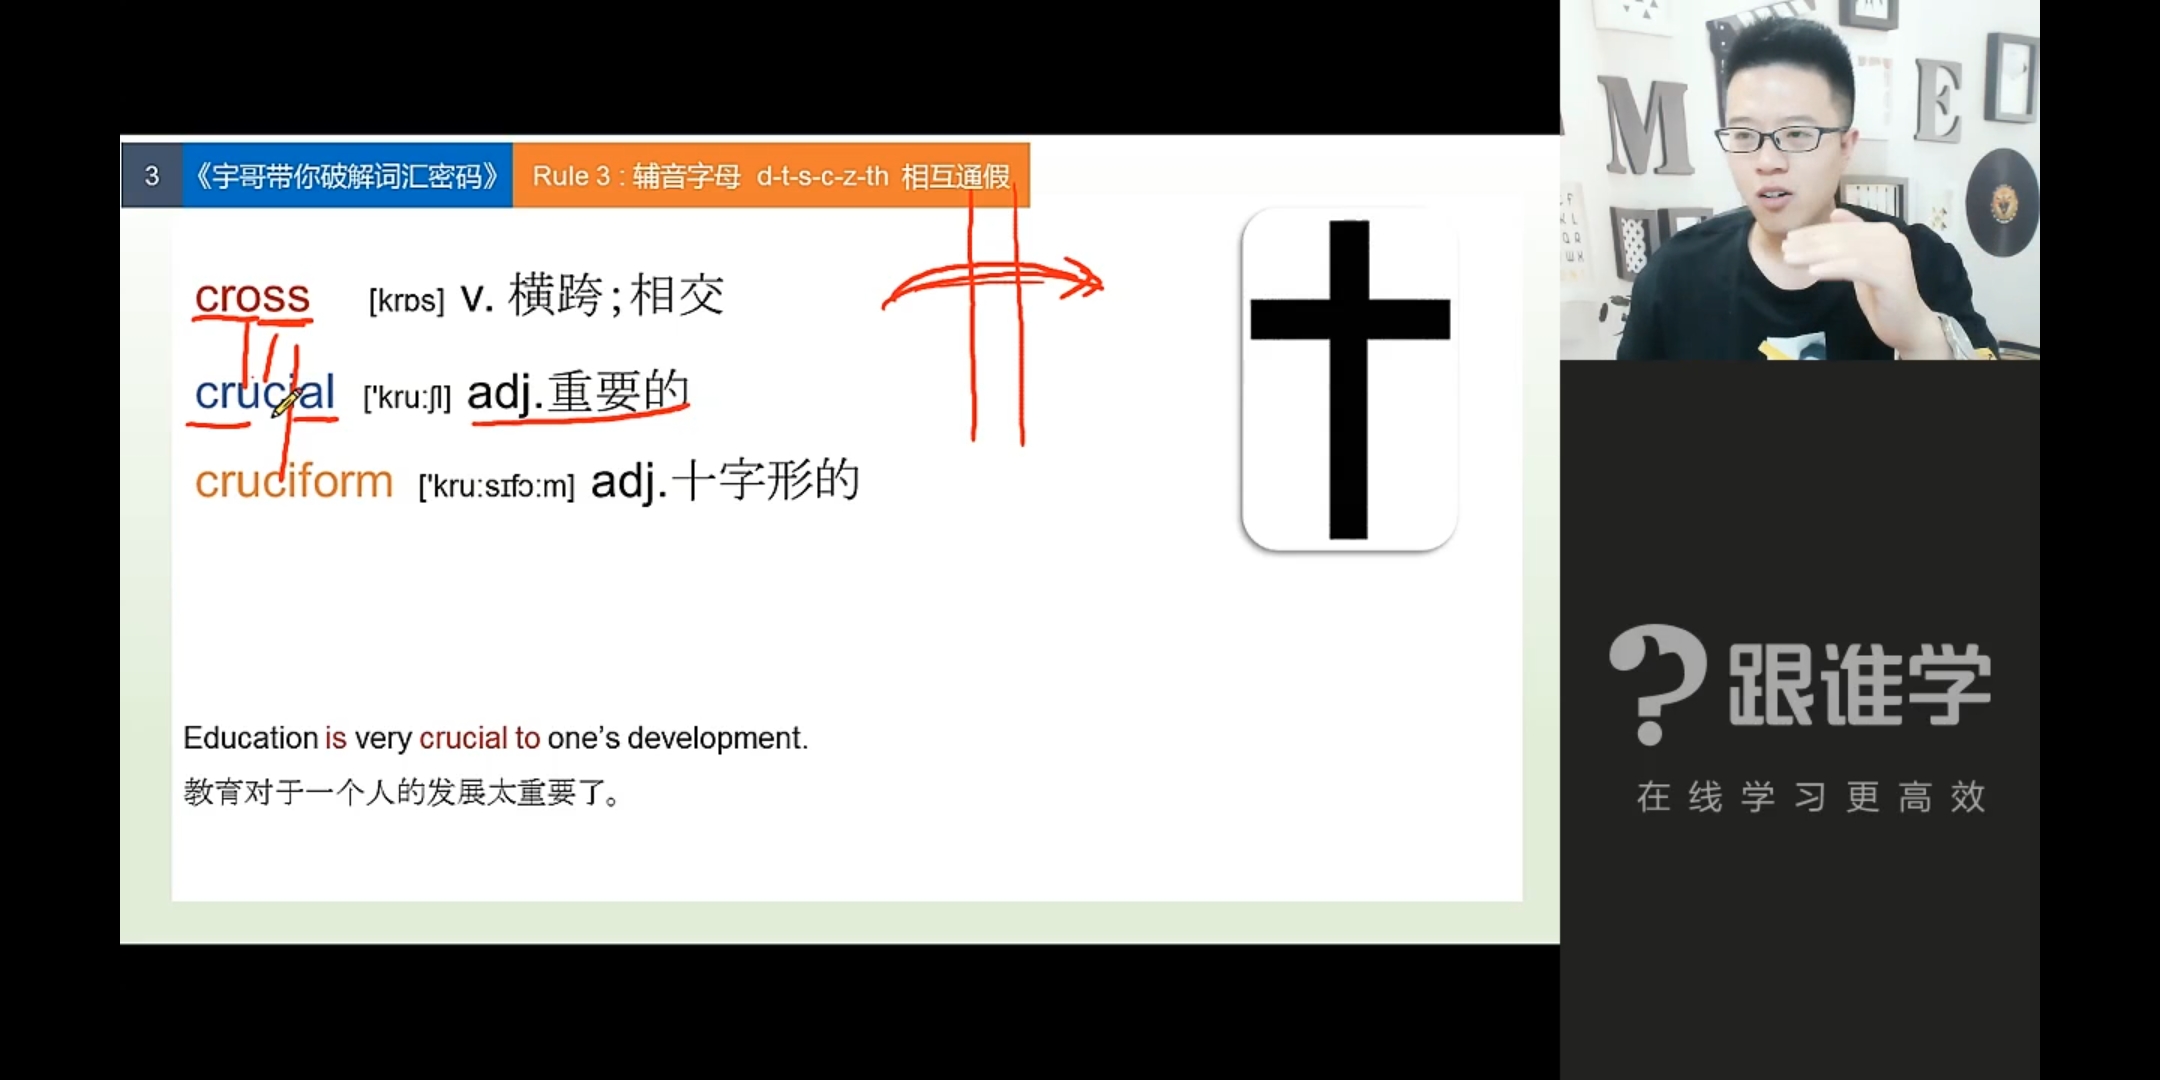 3 《宇哥带你破解词汇密码》 Rule 3 : 辅音字母 d-t-s-c-z-th 相互通假
cross [krɒs] v. 横跨;相交
crucial ['kru:ʃl] adj.重要的
cruciform ['kru:sɪfɔ:m] adj.十字形的
Education is very crucial to one's development.
教育对于一个人的发展太重要了。
M
E
跟谁学
在线学习更高效